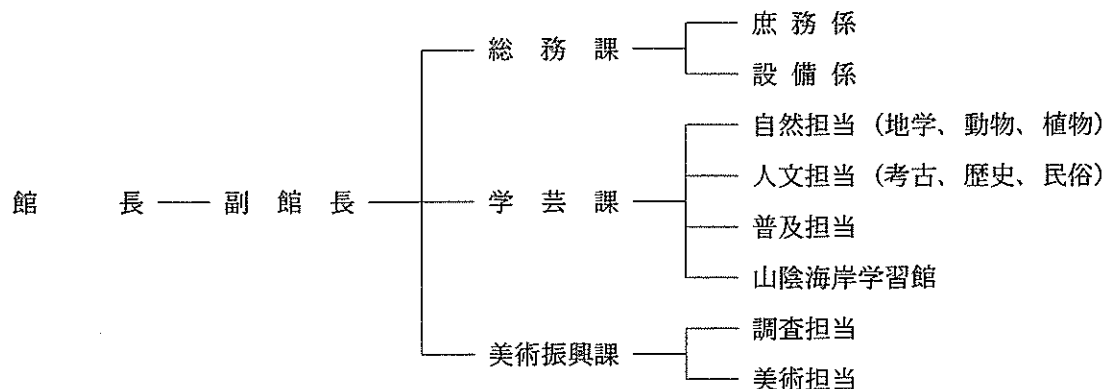 館長
副館長
総務課
庶務係
設備係
学芸課
自然担当（地学、動物、植物）
人文担当（考古、歴史、民俗）
普及担当
山陰海岸学習館
美術振興課
調査担当
美術担当